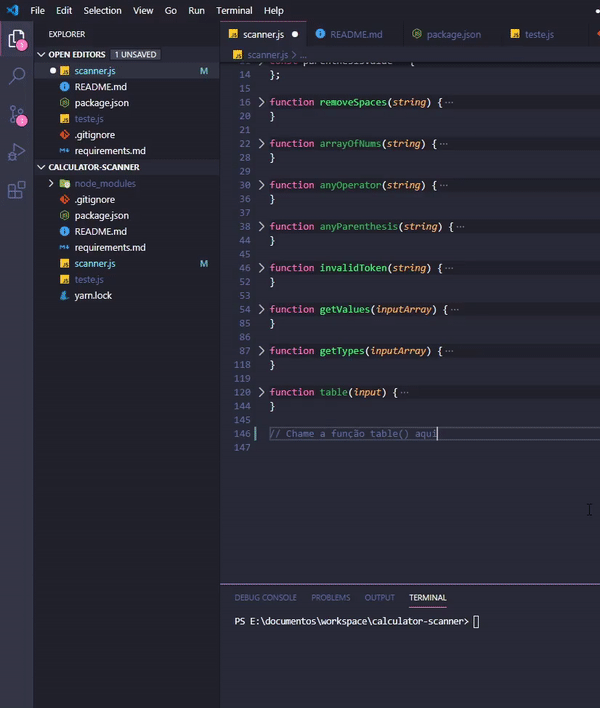 File Edit Selection View Go Run Terminal Help
EXPLORER
OPEN EDITORS 1 UNSAVED
scanner.js M
README.md
package.json
teste.js
.gitignore
requirements.md
CALCULATOR-SCANNER
node_modules
.gitignore
package.json
README.md
requirements.md
scanner.js M
teste.js
yarn.lock
3
1
scanner.js README.md package.json teste.js
scanner.js > ...
14 };
15
16 function removeSpaces(string) { ...
20 }
21
22 function arrayOfNums(string) { ...
28 }
29
30 function anyOperator(string) { ...
36 }
37
38 function anyParenthesis(string) { ...
44 }
45
46 function invalidToken(string) { ...
52 }
53
54 function getValues(inputArray) { ...
85 }
86
87 function getTypes(inputArray) { ...
118 }
119
120 function table(input) { ...
144 }
145
146 // Chame a função table() aqui
147
DEBUG CONSOLE PROBLEMS OUTPUT TERMINAL
PS E:\documentos\workspace\calculator-scanner>